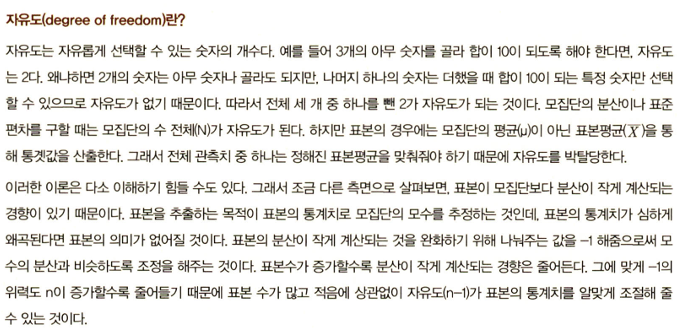 자유도(degree of freedom)란?
자유도는 자유롭게 선택할 수 있는 숫자의 개수다. 예를 들어 3개의 아무 숫자를 골라 합이 10이 되도록 해야 한다면, 자유도
는 2다. 왜냐하면 2개의 숫자는 아무 숫자나 골라도 되지만, 나머지 하나의 숫자는 더했을 때 합이 10이 되는 특정 숫자만 선택
할 수 있으므로 자유도가 없기 때문이다. 따라서 전체 세 개 중 하나를 뺀 2가 자유도가 되는 것이다. 모집단의 분산이나 표준
편차를 구할 때는 모집단의 수 전체(N)가 자유도가 된다. 하지만 표본의 경우에는 모집단의 평균(μ)이 아닌 표본평균(X̅)을 통
해 통곗값을 산출한다. 그래서 전체 관측치 중 하나는 정해진 표본평균을 맞춰줘야 하기 때문에 자유도를 박탈당한다.
이러한 이론은 다소 이해하기 힘들 수도 있다. 그래서 조금 다른 측면으로 살펴보면, 표본이 모집단보다 분산이 작게 계산되는
경향이 있기 때문이다. 표본을 추출하는 목적이 표본의 통계치로 모집단의 모수를 추정하는 것인데, 표본의 통계치가 심하게
왜곡된다면 표본의 의미가 없어질 것이다. 표본의 분산이 작게 계산되는 것을 완화하기 위해 나눠주는 값을 -1 해줌으로써 모
수의 분산과 비슷하도록 조정을 해주는 것이다. 표본수가 증가할수록 분산이 작게 계산되는 경향은 줄어든다. 그에 맞게 -1의
위력도 n이 증가할수록 줄어들기 때문에 표본 수가 많고 적음에 상관없이 자유도(n-1)가 표본의 통계치를 알맞게 조절해 줄
수 있는 것이다.